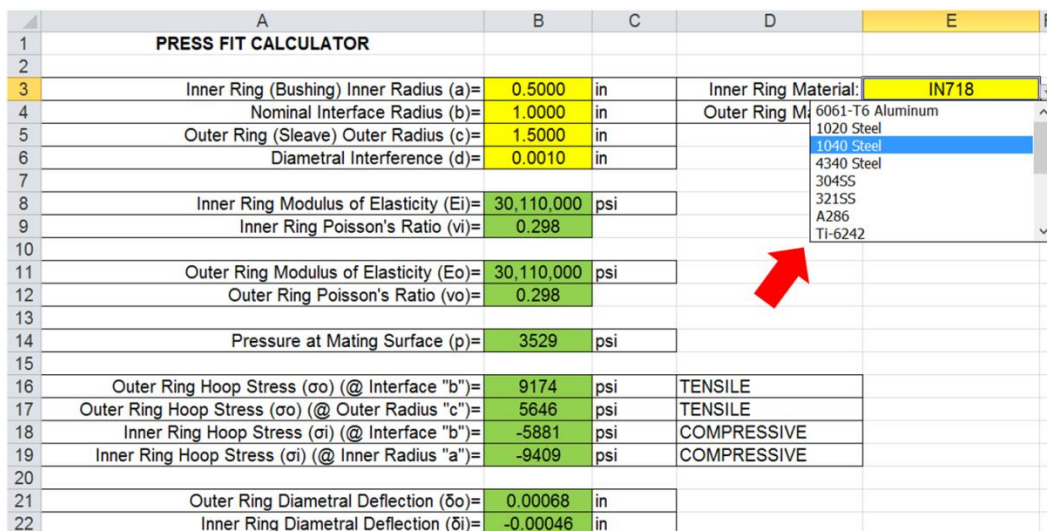 A B C D E
1 PRESS FIT CALCULATOR
2
3 Inner Ring (Bushing) Inner Radius (a)= 0.5000 in Inner Ring Material: IN718
4 Nominal Interface Radius (b)= 1.0000 in Outer Ring Ma
5 Outer Ring (Sleave) Outer Radius (c)= 1.5000 in
6 Diametral Interference (d)= 0.0010 in
6061-T6 Aluminum
1020 Steel
1040 Steel
4340 Steel
304SS
321SS
A286
Ti-6242
7
8 Inner Ring Modulus of Elasticity (Ei)= 30,110,000 psi
9 Inner Ring Poisson's Ratio (vi)= 0.298
10
11 Outer Ring Modulus of Elasticity (Eo)= 30,110,000 psi
12 Outer Ring Poisson's Ratio (vo)= 0.298
13
14 Pressure at Mating Surface (p)= 3529 psi
15
16 Outer Ring Hoop Stress (σo) (@ Interface "b")= 9174 psi TENSILE
17 Outer Ring Hoop Stress (σo) (@ Outer Radius "c")= 5646 psi TENSILE
18 Inner Ring Hoop Stress (σi) (@ Interface "b")= -5881 psi COMPRESSIVE
19 Inner Ring Hoop Stress (σi) (@ Inner Radius "a")= -9409 psi COMPRESSIVE
20
21 Outer Ring Diametral Deflection (δo)= 0.00068 in
22 Inner Ring Diametral Deflection (δi)= -0.00046 in